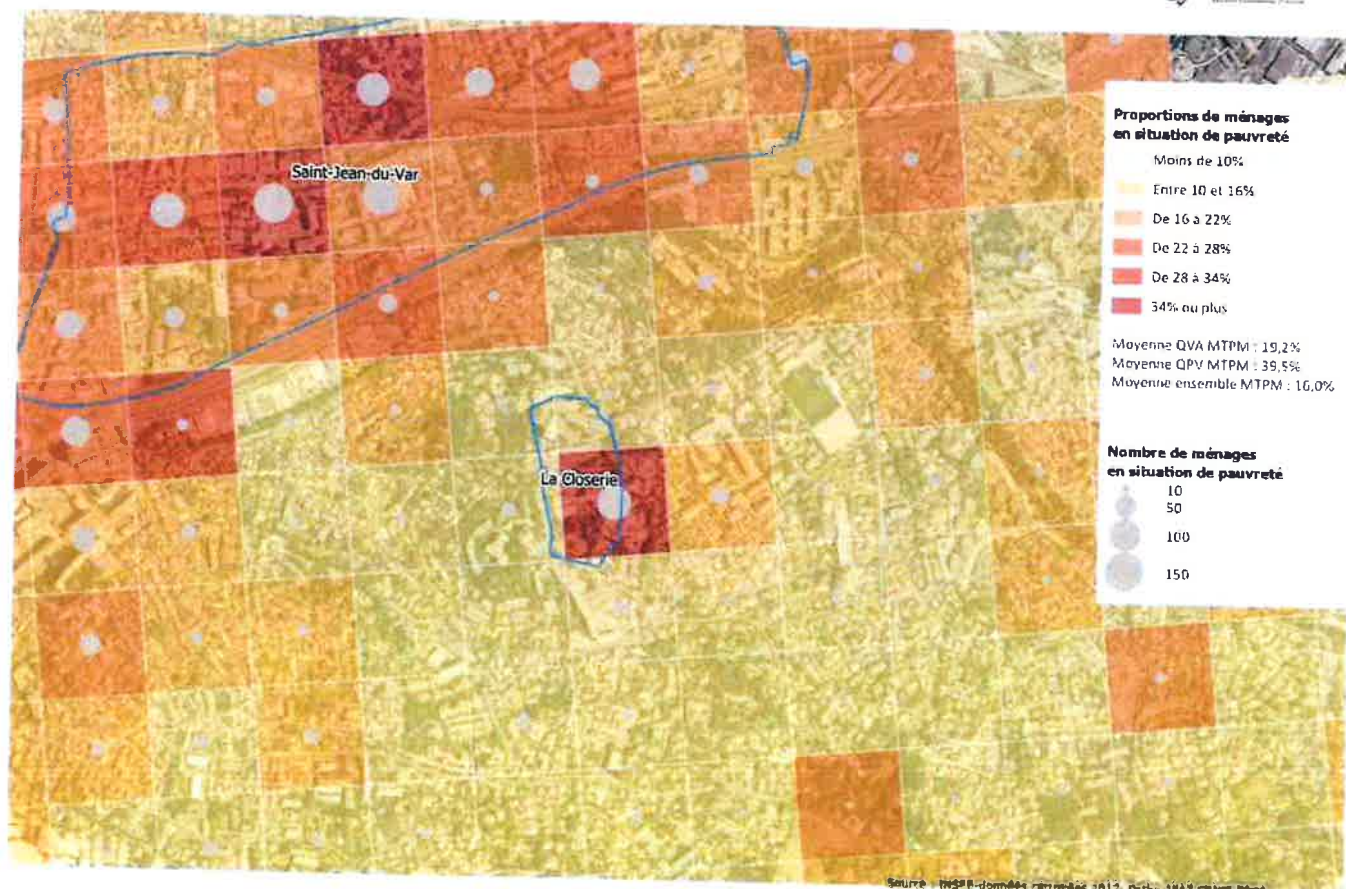 Saint-Jean-du-Var
La Closerie
Proportions de ménages
en situation de pauvreté
Moins de 10%
Entre 10 et 16%
De 16 à 22%
De 22 à 28%
De 28 à 34%
34% ou plus
Moyenne QVA MTPM : 19,2%
Moyenne QPV MTPM : 39,5%
Moyenne ensemble MTPM : 16,0%
Nombre de ménages
en situation de pauvreté
10
50
100
150
Source : INSEE-données